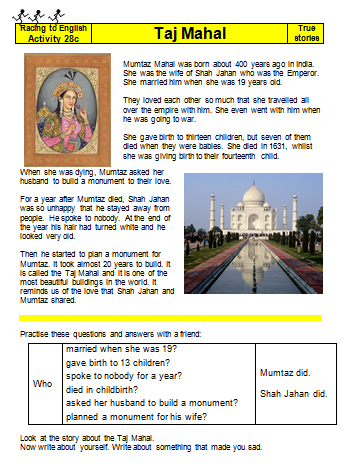 Racing to English
Activity 28c
Taj Mahal
True
stories
Mumtaz Mahal was born about 400 years ago in India.
She was the wife of Shah Jahan who was the Emperor.
She married him when she was 19 years old.
They loved each other so much that she travelled all
over the empire with him. She even went with him when
he was going to war.
She gave birth to thirteen children, but seven of them
died when they were babies. She died in 1631, whilst
she was giving birth to their fourteenth child.
When she was dying, Mumtaz asked her
husband to build a monument to their love.
For a year after Mumtaz died, Shah Jahan
was so unhappy that he stayed away from
people. He spoke to nobody. At the end of
the year his hair had turned white and he
looked very old.
Then he started to plan a monument for
Mumtaz. It took almost 20 years to build. It
is called the Taj Mahal and it is one of the
most beautiful buildings in the world. It
reminds us of the love that Shah Jahan and
Mumtaz shared.
Practise these questions and answers with a friend:
Who
married when she was 19?
gave birth to 13 children?
spoke to nobody for a year?
died in childbirth?
asked her husband to build a monument?
planned a monument for his wife?
Mumtaz did.
Shah Jahan did.
Look at the story about the Taj Mahal.
Now write about yourself. Write about something that made you sad.